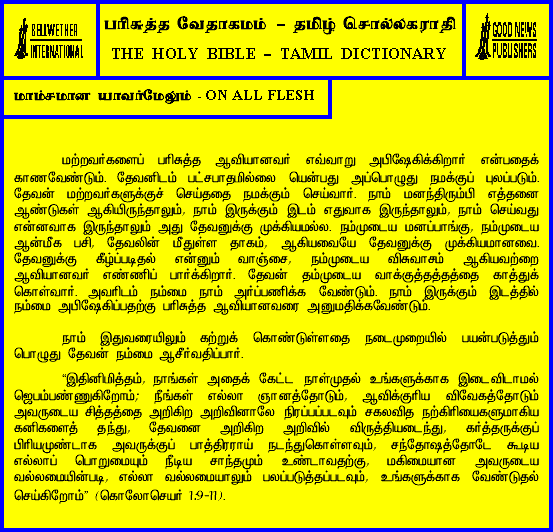 BELLWETHER
INTERNATIONAL
பரிசுத்த வேதாகமம் – தமிழ் சொல்லகராதி
THE HOLY BIBLE – TAMIL DICTIONARY
GOOD NEWS
PUBLISHERS
மாம்சமான யாவர்மேலும் - ON ALL FLESH
மற்றவர்களைப் பரிசுத்த ஆவியானவர் எவ்வாறு அபிஷேகிக்கிறார் என்பதைக்
காணவேண்டும். தேவனிடம் பட்சபாதமில்லை யென்பது அப்பொழுது நமக்குப் புலப்படும்.
தேவன் மற்றவர்களுக்குச் செய்ததை நமக்கும் செய்வார். நாம் மனந்திரும்பி எத்தனை
ஆண்டுகள் ஆகியிருந்தாலும், நாம் இருக்கும் இடம் எதுவாக இருந்தாலும், நாம் செய்வது
என்னவாக இருந்தாலும் அது தேவனுக்கு முக்கியமல்ல. நம்முடைய மனப்பாங்கு, நம்முடைய
ஆன்மீக பசி, தேவலின் மீதுள்ள தாகம், ஆகியவையே தேவனுக்கு முக்கியமானவை.
தேவனுக்கு கீழ்ப்படிதல் என்னும் வாஞ்சை, நம்முடைய விசுவாசம் ஆகியவற்றை
ஆவியானவர் எண்ணிப் பார்க்கிறார். தேவன் தம்முடைய வாக்குத்தத்தத்தை காத்துக்
கொள்வார். அவரிடம் நம்மை நாம் அர்ப்பணிக்க வேண்டும். நாம் இருக்கும் இடத்தில்
நம்மை அபிஷேகிப்பதற்கு பரிசுத்த ஆவியானவரை அனுமதிக்கவேண்டும்.
நாம் இதுவரையிலும் கற்றுக் கொண்டுள்ளதை நடைமுறையில் பயன்படுத்தும்
பொழுது தேவன் நம்மை ஆசீர்வதிப்பார்.
“இதினிமித்தம், நாங்கள் அதைக் கேட்ட நாள்முதல் உங்களுக்காக இடைவிடாமல்
ஜெபம்பண்ணுகிறோம்; நீங்கள் எல்லா ஞானத்தோடும், ஆவிக்குரிய விவேகத்தோடும்
அவருடைய சித்தத்தை அறிகிற அறிவினாலே நிரப்பப்படவும் சகலவித நற்கிரியைகளுமாகிய
கனிகளைத் தந்து, தேவனை அறிகிற அறிவில் விருத்தியடைந்து, கர்த்தருக்குப்
பிரியமுண்டாக அவருக்குப் பாத்திரராய் நடந்துகொள்ளவும், சந்தோஷத்தோடே கூடிய
எல்லாப் பொறுமையும் நீடிய சாந்தமும் உண்டாவதற்கு, மகிமையான அவருடைய
வல்லமையின்படி, எல்லா வல்லமையாலும் பலப்படுத்தப்படவும், உங்களுக்காக வேண்டுதல்
செய்கிறோம்” (கொலோசெயர் 1:9-11).